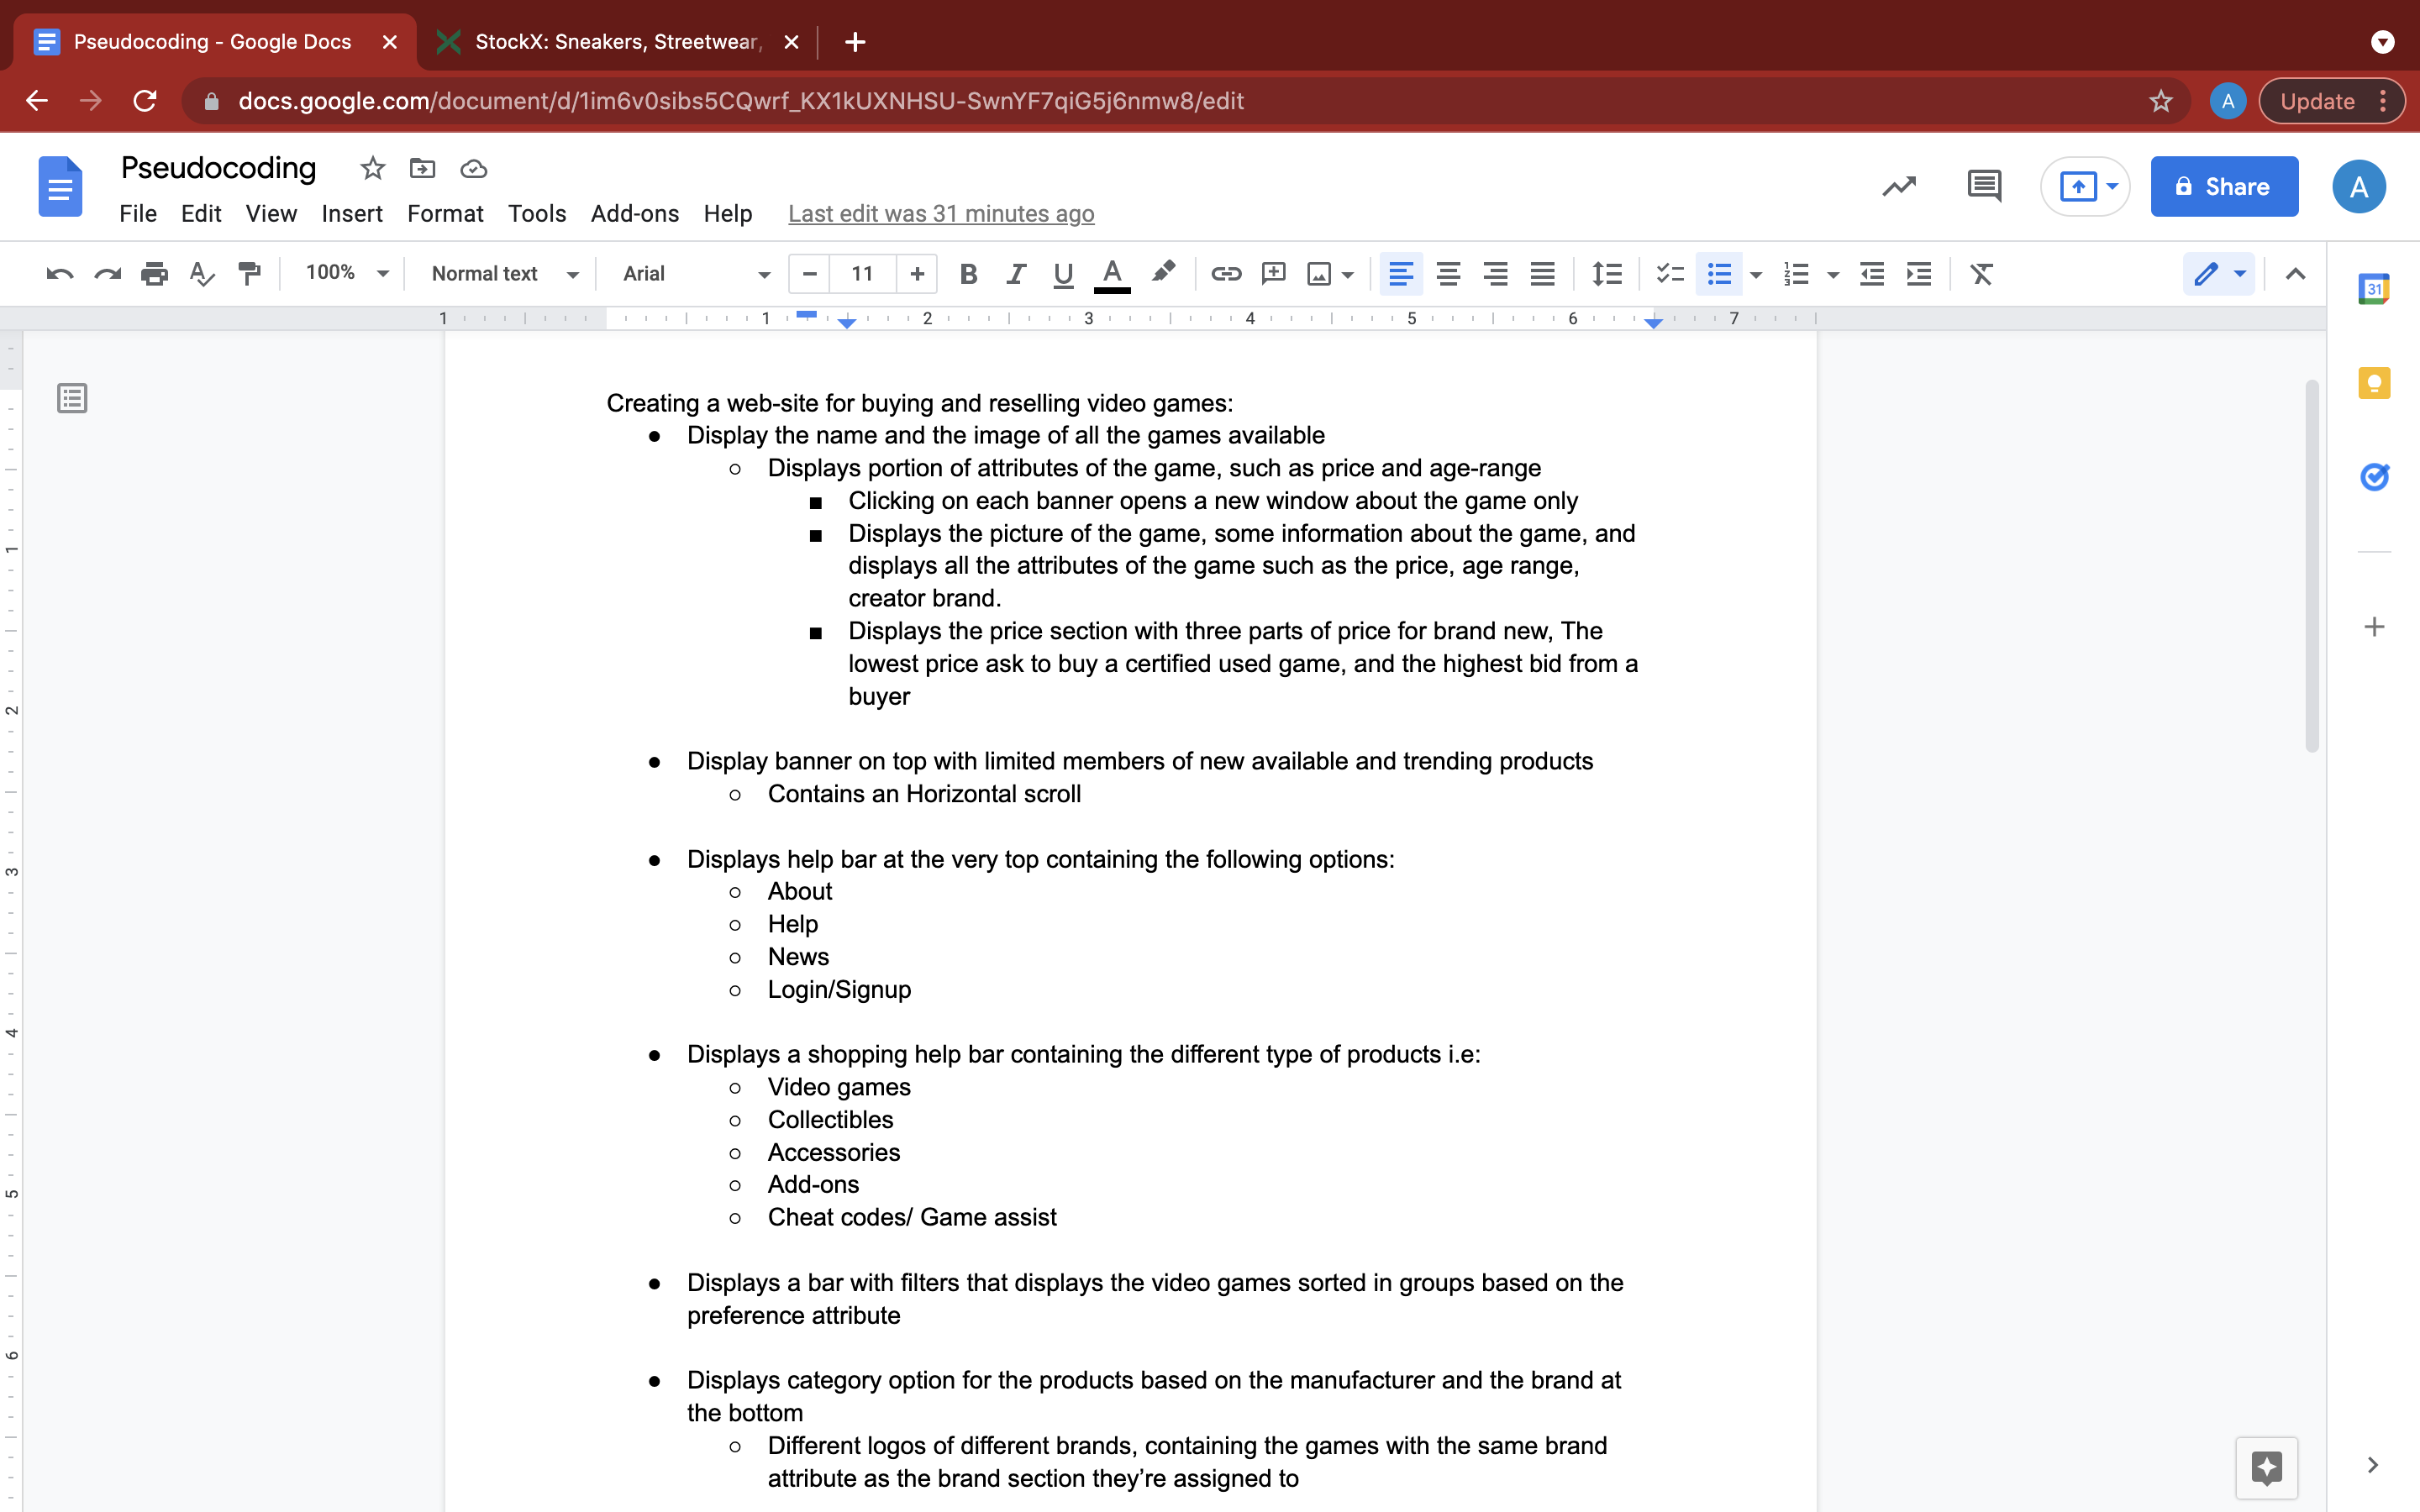 Pseudocoding - Google Docs
StockX: Sneakers, Streetwear,
docs.google.com/document/d/1im6v0sibs5CQwrf_KX1kUXNHSU-SwnYF7qiG5j6nmw8/edit
A
Update
Pseudocoding
File Edit View Insert Format Tools Add-ons Help Last edit was 31 minutes ago
Share
A
100% Normal text Arial 11 B I U A
31
1 1 2 3 4 5 6 7
Creating a web-site for buying and reselling video games:
● Display the name and the image of all the games available
○ Displays portion of attributes of the game, such as price and age-range
■ Clicking on each banner opens a new window about the game only
■ Displays the picture of the game, some information about the game, and
displays all the attributes of the game such as the price, age range,
creator brand.
■ Displays the price section with three parts of price for brand new, The
lowest price ask to buy a certified used game, and the highest bid from a
buyer
● Display banner on top with limited members of new available and trending products
○ Contains an Horizontal scroll
● Displays help bar at the very top containing the following options:
○ About
○ Help
○ News
○ Login/Signup
● Displays a shopping help bar containing the different type of products i.e:
○ Video games
○ Collectibles
○ Accessories
○ Add-ons
○ Cheat codes/ Game assist
● Displays a bar with filters that displays the video games sorted in groups based on the
preference attribute
● Displays category option for the products based on the manufacturer and the brand at
the bottom
○ Different logos of different brands, containing the games with the same brand
attribute as the brand section they’re assigned to
1
2
3
4
5
6